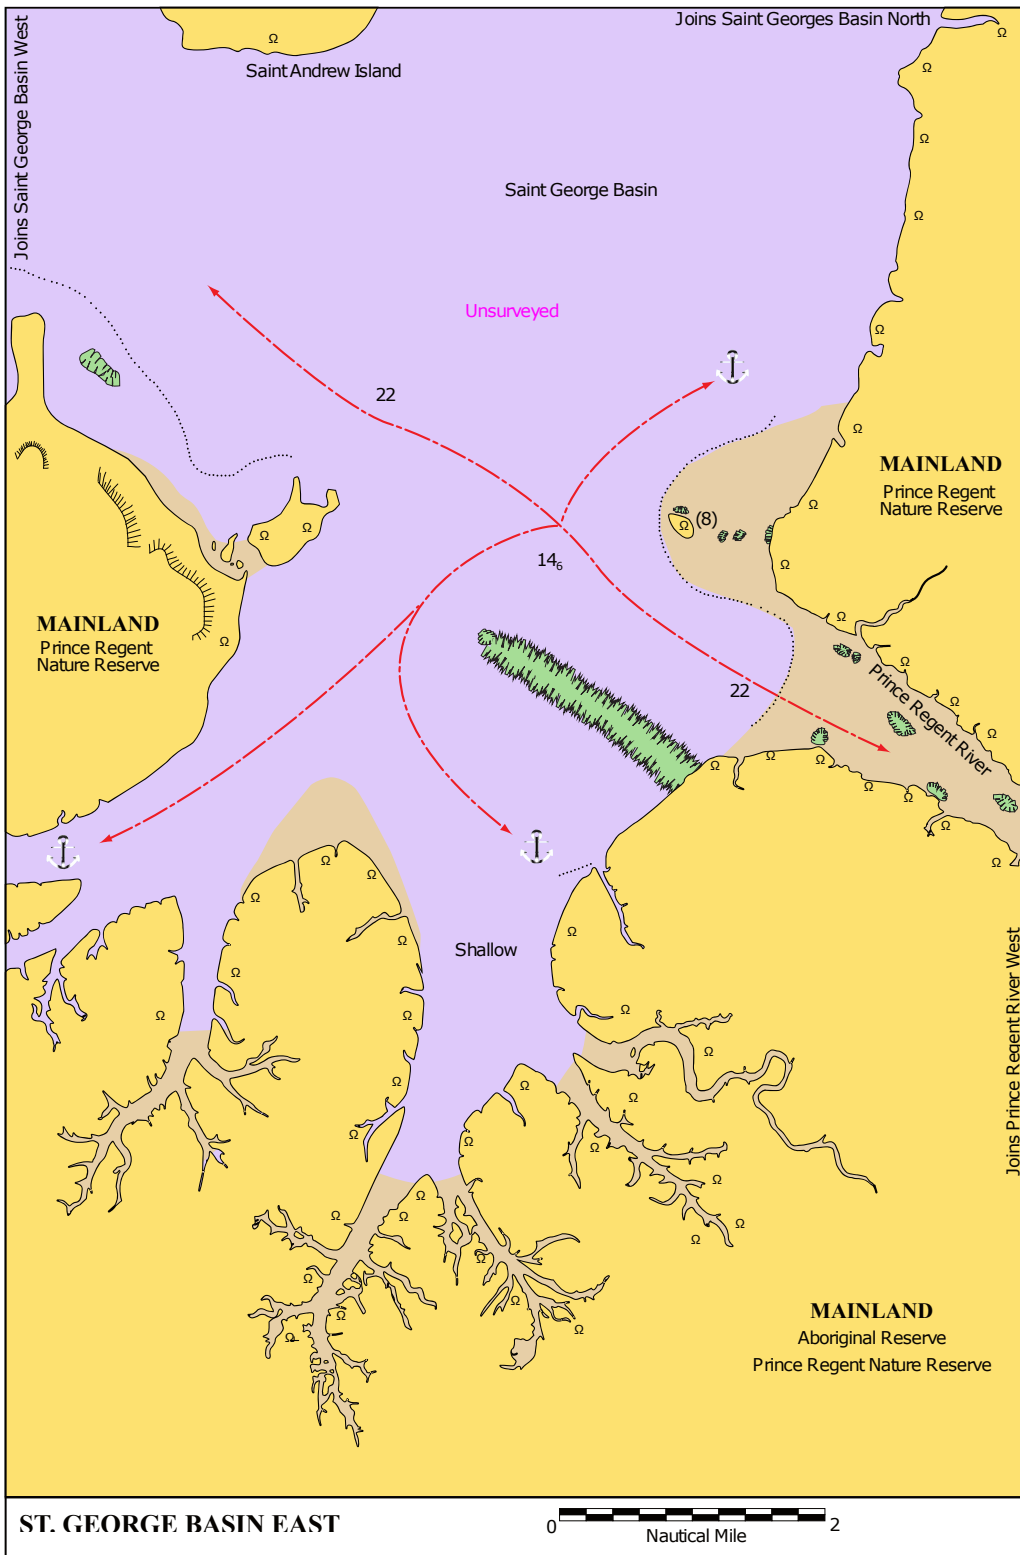 Joins Saint Georges Basin North
Joins Saint George Basin West
Saint Andrew Island
Saint George Basin
Unsurveyed
22
MAINLAND
Prince Regent
Nature Reserve
(8)
14₆
MAINLAND
Prince Regent
Nature Reserve
22
Prince Regent River
Shallow
Joins Prince Regent River West
MAINLAND
Aboriginal Reserve
Prince Regent Nature Reserve
ST. GEORGE BASIN EAST
0 2
Nautical Mile